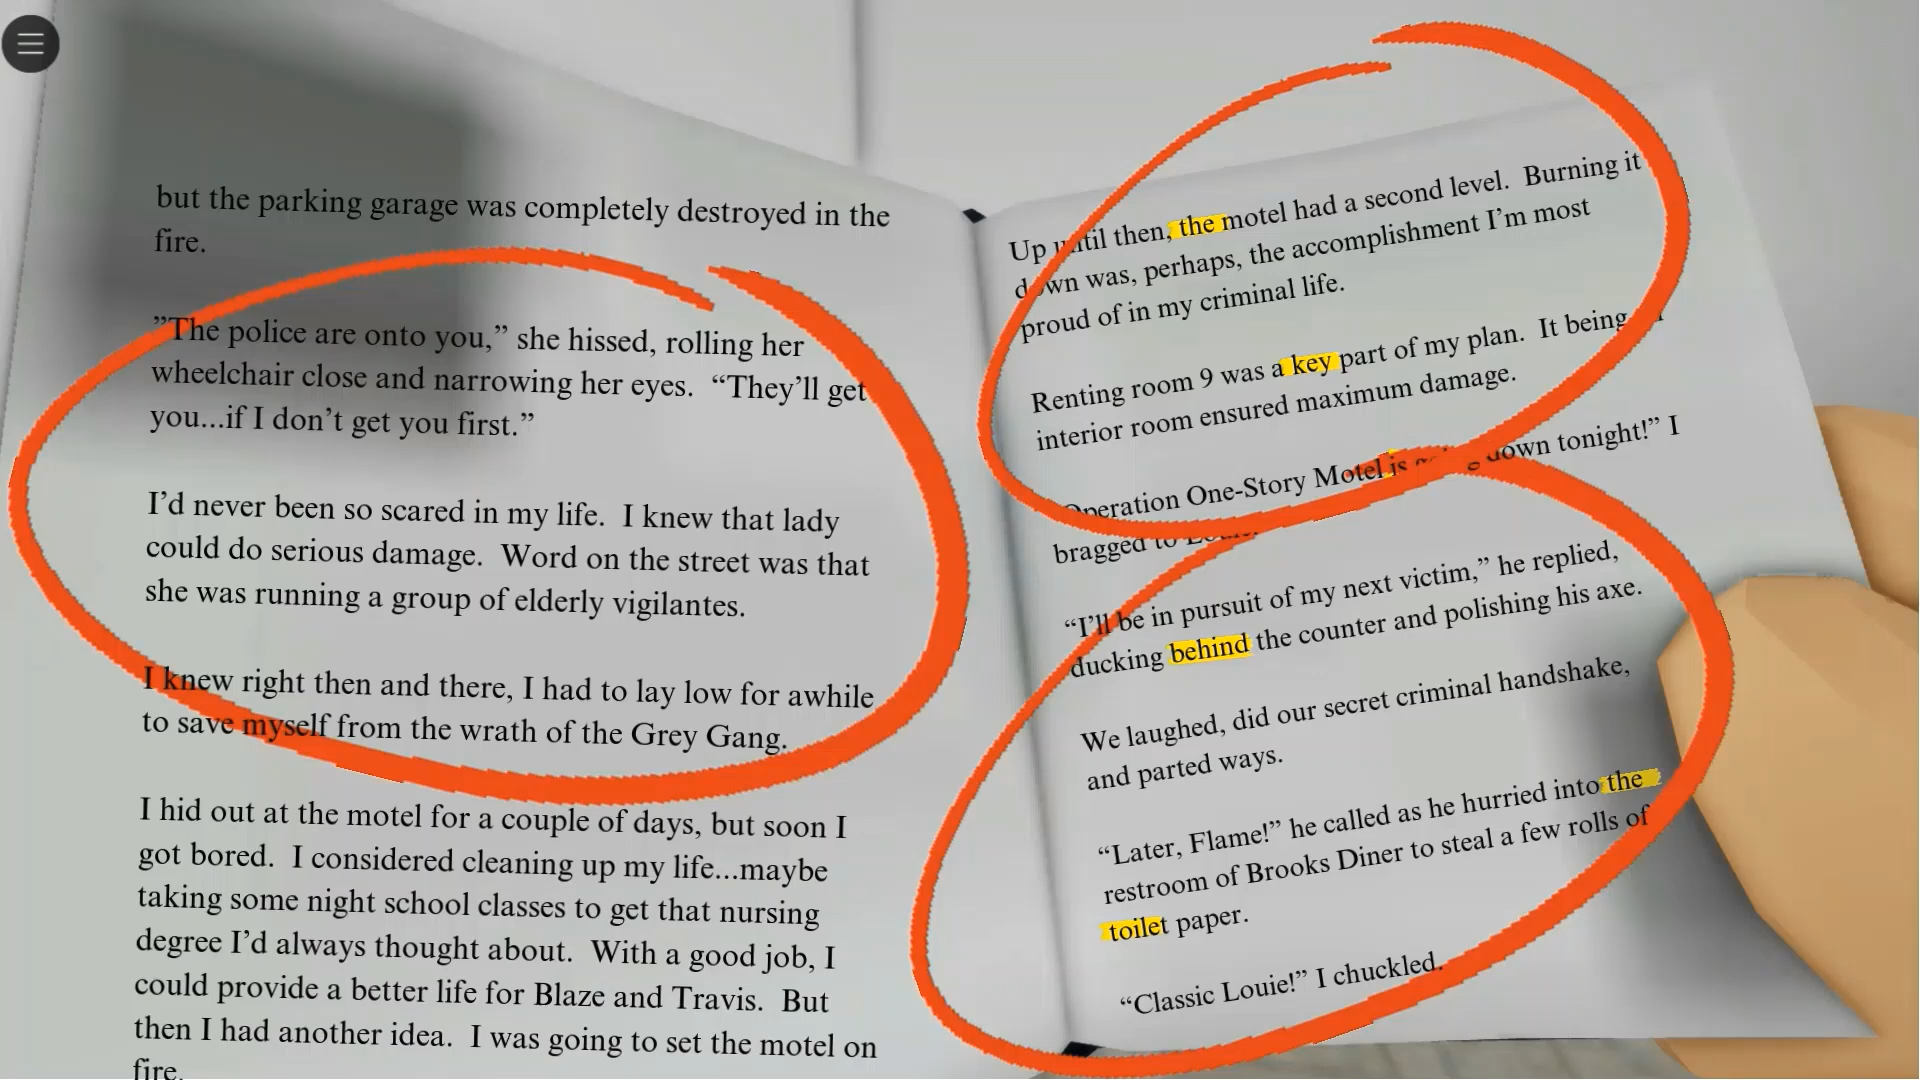 but the parking garage was completely destroyed in the
fire.
”The police are onto you,” she hissed, rolling her
wheelchair close and narrowing her eyes.  “They’ll get
you...if I don’t get you first.”
I’d never been so scared in my life.  I knew that lady
could do serious damage.  Word on the street was that
she was running a group of elderly vigilantes.
I knew right then and there, I had to lay low for awhile
to save myself from the wrath of the Grey Gang.
I hid out at the motel for a couple of days, but soon I
got bored.  I considered cleaning up my life...maybe
taking some night school classes to get that nursing
degree I’d always thought about.  With a good job, I
could provide a better life for Blaze and Travis.  But
then I had another idea.  I was going to set the motel on
fire.
Up until then, the motel had a second level.  Burning it
down was, perhaps, the accomplishment I’m most
proud of in my criminal life.
Renting room 9 was a key part of my plan.  It being
interior room ensured maximum damage.
Operation One-Story Motel is down tonight!” I
bragged to
“I’ll be in pursuit of my next victim,” he replied,
ducking behind the counter and polishing his axe.
We laughed, did our secret criminal handshake,
and parted ways.
“Later, Flame!” he called as he hurried into the
restroom of Brooks Diner to steal a few rolls of
toilet paper.
“Classic Louie!” I chuckled.